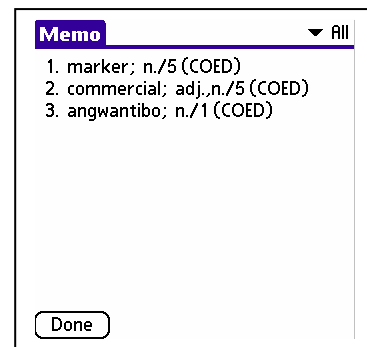 Memo ▼ All
1. marker; n./5 (COED)
2. commercial; adj.,n./5 (COED)
3. angwantibo; n./1 (COED)
Done